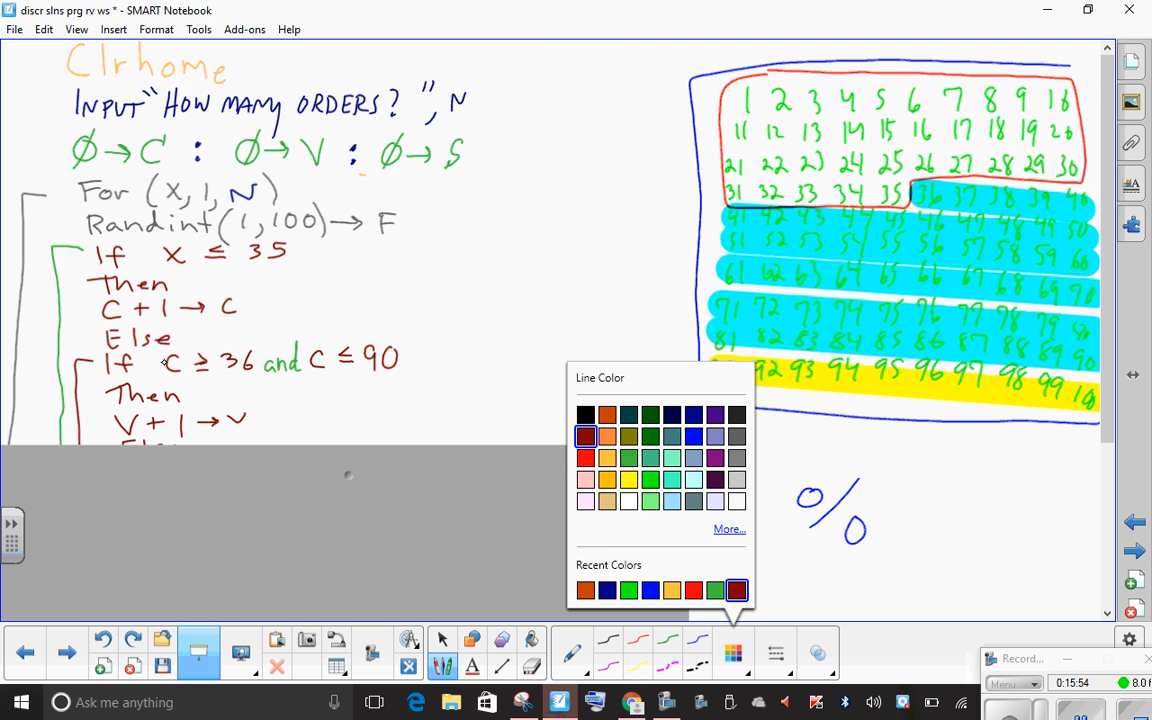 discr slns prg rv ws * - SMART Notebook
File Edit View Insert Format Tools Add-ons Help
Clrhome
INPUT "HOW MANY ORDERS? ", N
Ø → C : Ø → V : Ø → S
For (X, 1, N)
Randint (1, 100) → F
If X ≤ 35
Then
C + 1 → C
Else
If C ≥ 36 and C ≤ 90
Then
V + 1 → V
1 2 3 4 5 6 7 8 9 10
11 12 13 14 15 16 17 18 19 20
21 22 23 24 25 26 27 28 29 30
31 32 33 34 35 36 37 38 39 40
41 42 43 44 45 46 47 48 49 50
51 52 53 54 55 56 57 58 59 60
61 62 63 64 65 66 67 68 69 70
71 72 73 74 75 76 77 78 79 80
81 82 83 84 85 86 87 88 89 90
92 93 94 95 96 97 98 99 10
%
Line Color
More...
Recent Colors
Record...
Menu
0:15:54
8.0
Ask me anything